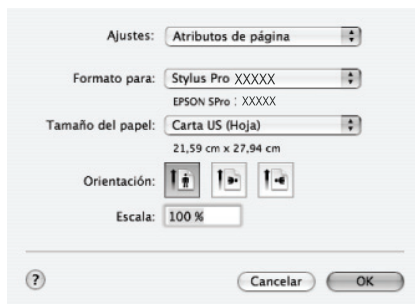 Ajustes: Atributos de página
Formato para: Stylus Pro XXXXX
EPSON SPro : XXXXX
Tamaño del papel: Carta US (Hoja)
21,59 cm x 27,94 cm
Orientación:
Escala: 100 %
? Cancelar OK